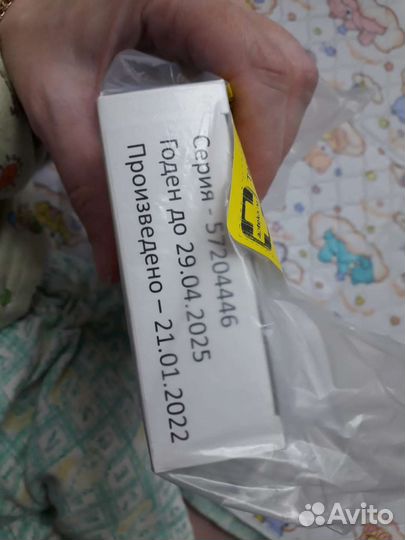 Серия - 57204446
Годен до 29.04.2025
Произведено – 21.01.2022
Avito